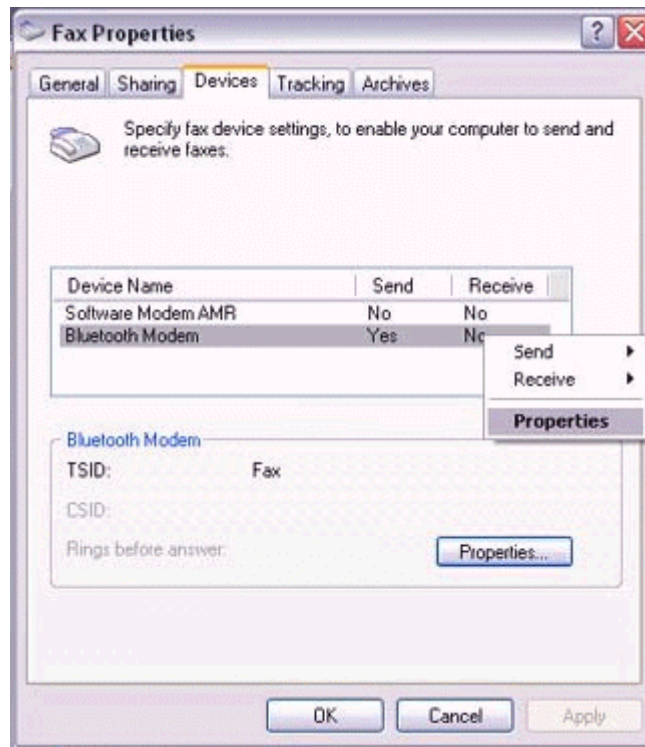 Fax Properties
General Sharing Devices Tracking Archives
Specify fax device settings, to enable your computer to send and
receive faxes.
Device Name Send Receive
Software Modem AMR No No
Bluetooth Modem Yes No
Send
Receive
Properties
Bluetooth Modem
TSID: Fax
CSID:
Rings before answer:
Properties...
OK Cancel Apply